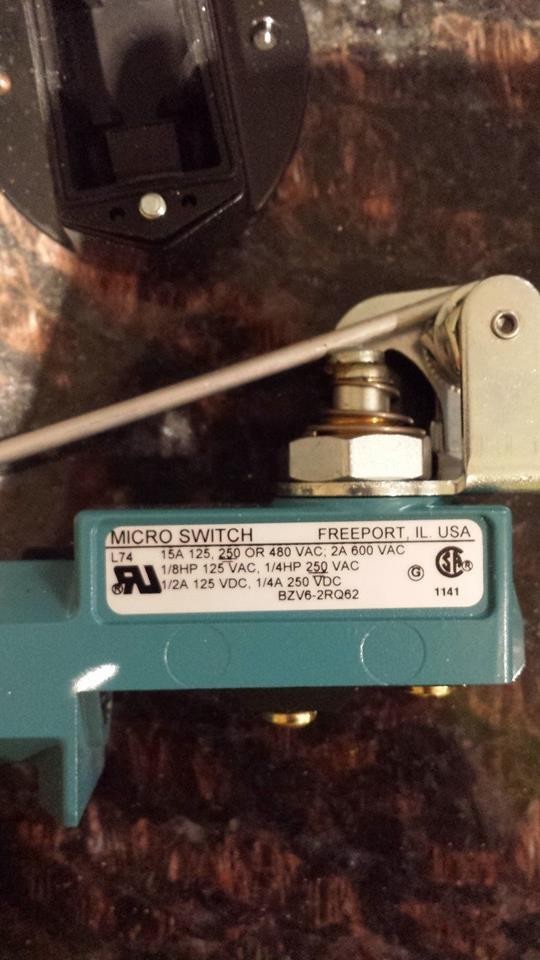 MICRO SWITCH FREEPORT, IL. USA
L74 15A 125, 250 OR 480 VAC; 2A 600 VAC
1/8HP 125 VAC, 1/4HP 250 VAC
1/2A 125 VDC, 1/4A 250 VDC
BZV6-2RQ62
G
1141